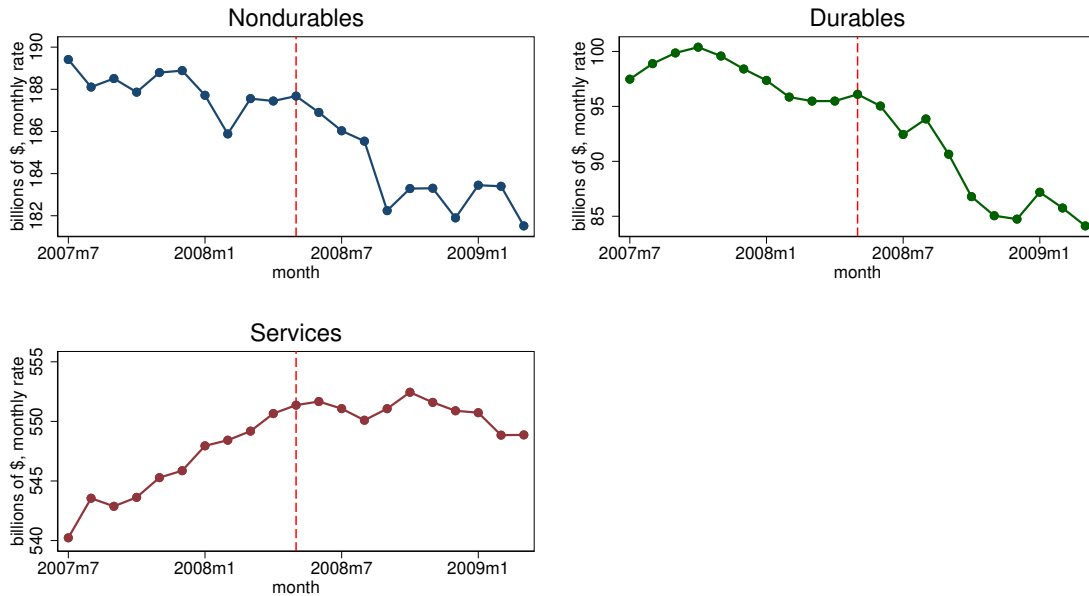 Nondurables
billions of $, monthly rate
190
188
186
184
182
2007m7 2008m1 2008m7 2009m1
month
Durables
billions of $, monthly rate
100
95
90
85
2007m7 2008m1 2008m7 2009m1
month
Services
billions of $, monthly rate
555
550
545
540
2007m7 2008m1 2008m7 2009m1
month